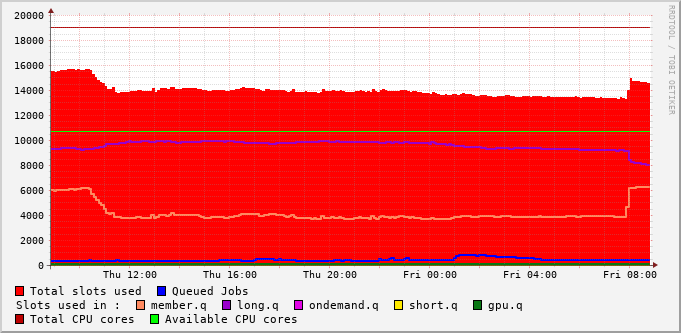 20000
18000
16000
14000
12000
10000
8000
6000
4000
2000
0
Thu 12:00 Thu 16:00 Thu 20:00 Fri 00:00 Fri 04:00 Fri 08:00
RRDTOOL / TOBI OETIKER
Total slots used Queued Jobs
Slots used in : member.q long.q ondemand.q short.q gpu.q
Total CPU cores Available CPU cores